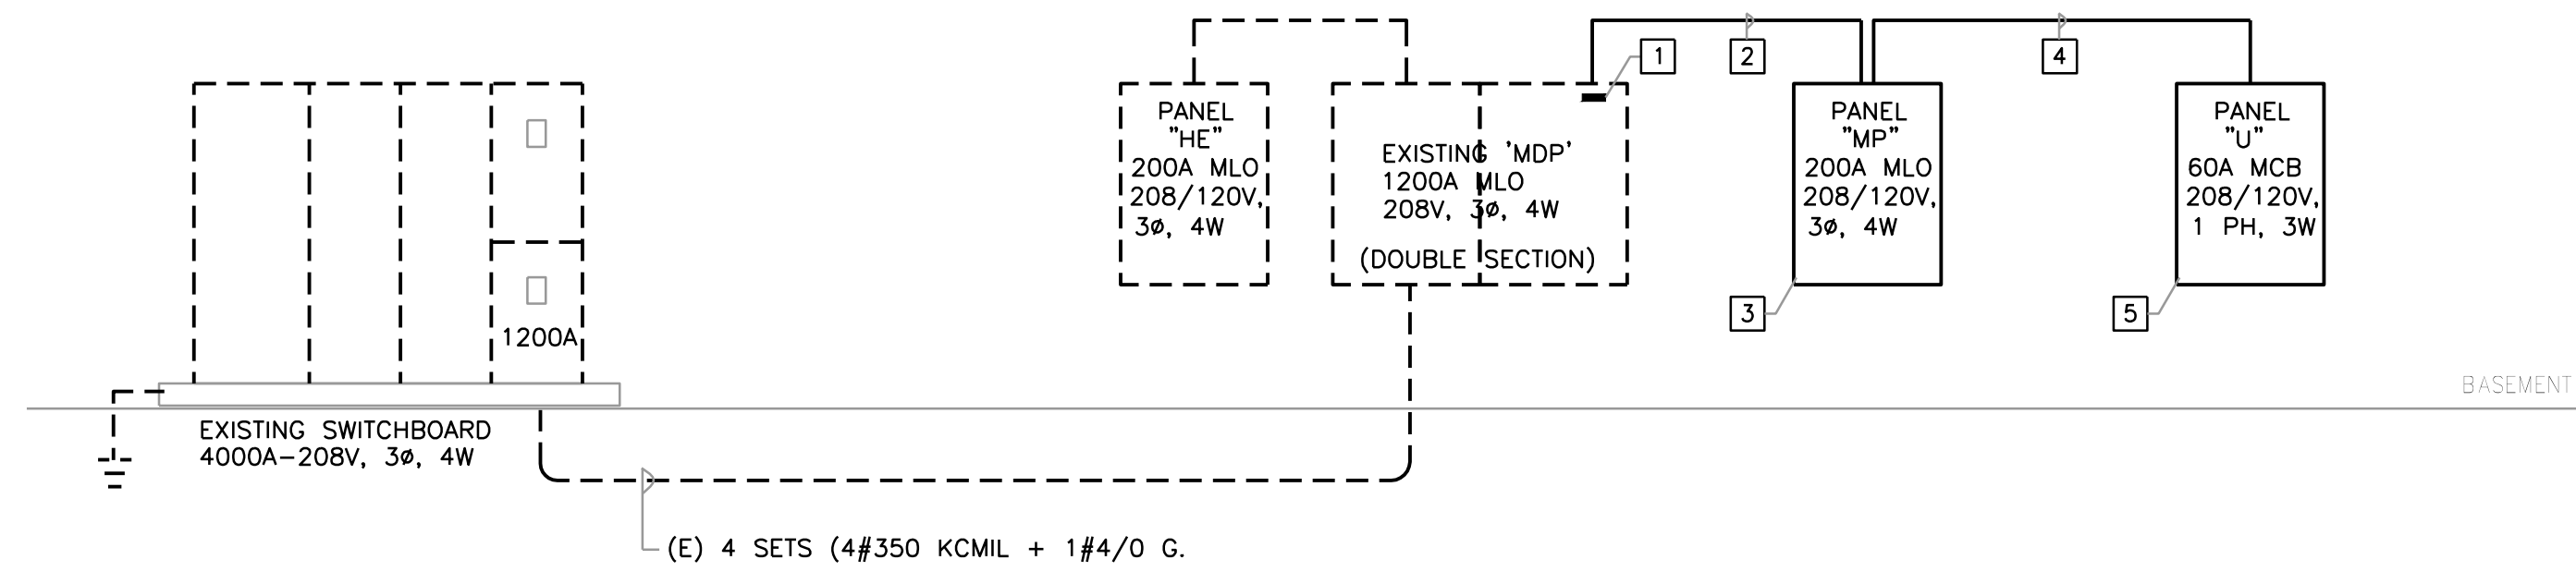 1
2
4
PANEL
"HE"
200A MLO
208/120V,
3ø, 4W
EXISTING 'MDP'
1200A MLO
208V, 3ø, 4W
(DOUBLE SECTION)
PANEL
"MP"
200A MLO
208/120V,
3ø, 4W
PANEL
"U"
60A MCB
208/120V,
1 PH, 3W
3
5
1200A
BASEMENT
EXISTING SWITCHBOARD
4000A-208V, 3ø, 4W
(E) 4 SETS (4#350 KCMIL + 1#4/0 G.